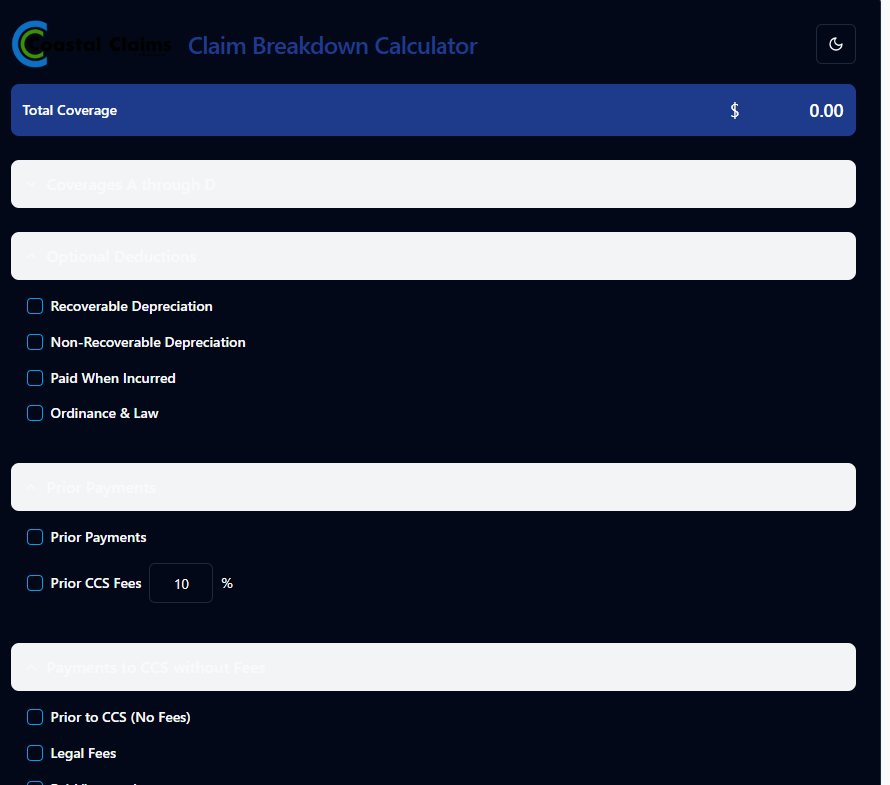 Coastal Claims
Claim Breakdown Calculator
Total Coverage $ 0.00
Coverages A through D
Optional Deductions
Recoverable Depreciation
Non-Recoverable Depreciation
Paid When Incurred
Ordinance & Law
Prior Payments
Prior Payments
Prior CCS Fees 10 %
Payments to CCS without Fees
Prior to CCS (No Fees)
Legal Fees